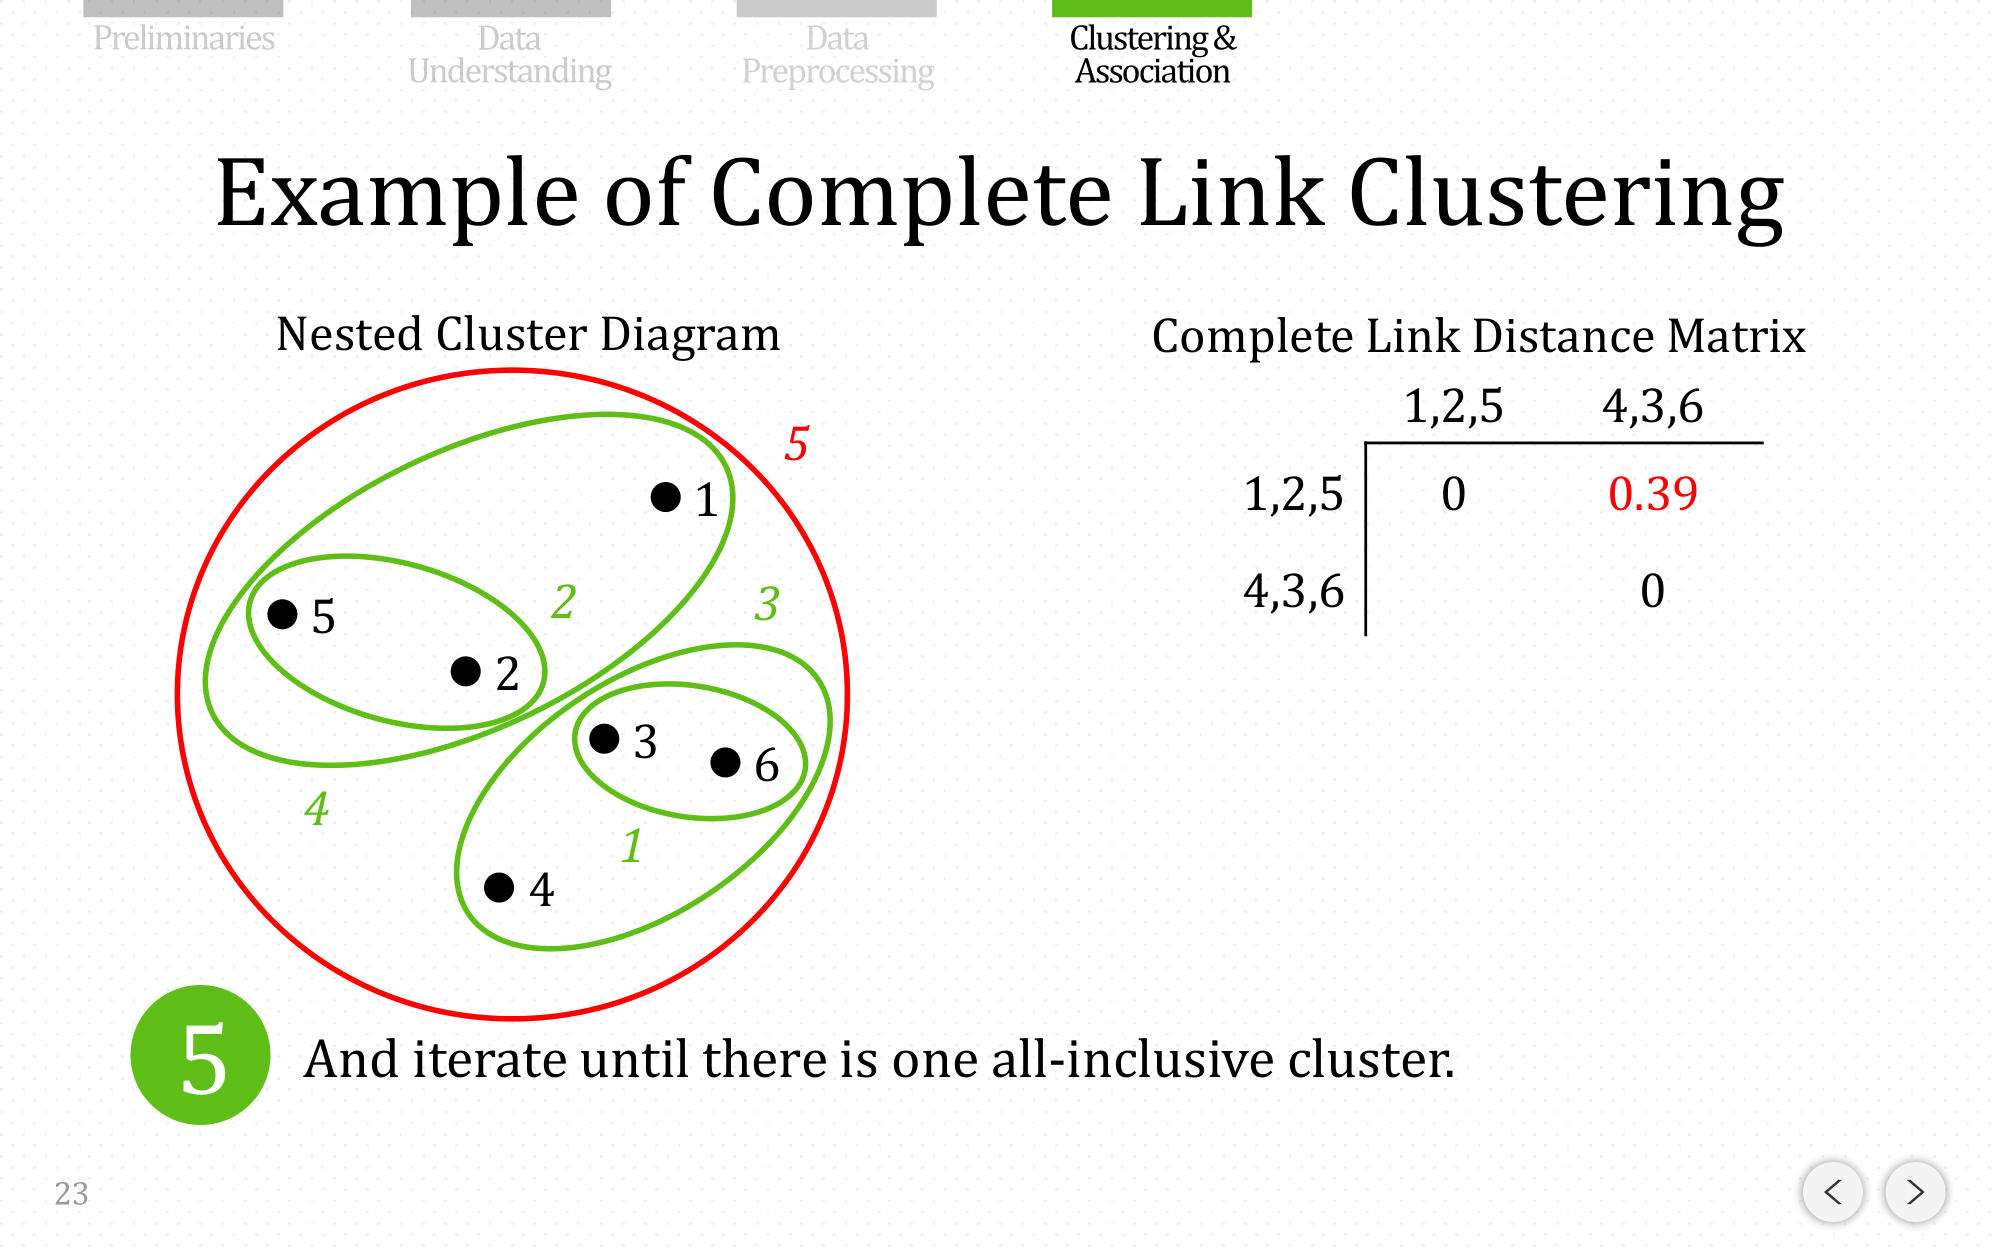 Preliminaries
Data
Understanding
Data
Preprocessing
Clustering &
Association
Example of Complete Link Clustering
Nested Cluster Diagram
5
1
5
2
2
3
3
6
4
1
4
Complete Link Distance Matrix
1,2,5 4,3,6
1,2,5 0 0.39
4,3,6 0
5 And iterate until there is one all-inclusive cluster.
23